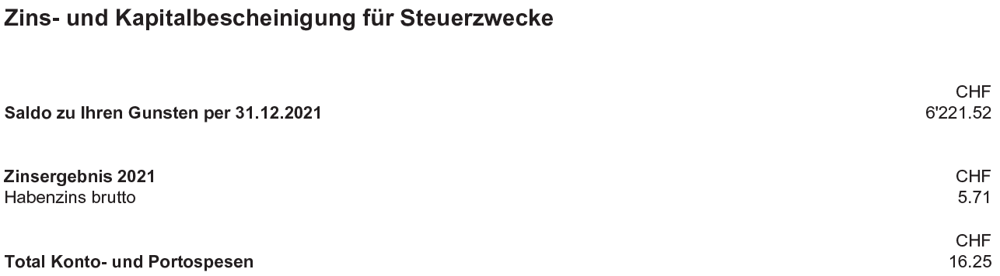 Zins- und Kapitalbescheinigung für Steuerzwecke
CHF
Saldo zu Ihren Gunsten per 31.12.2021 6'221.52
Zinsergebnis 2021 CHF
Habenzins brutto 5.71
CHF
Total Konto- und Portospesen 16.25